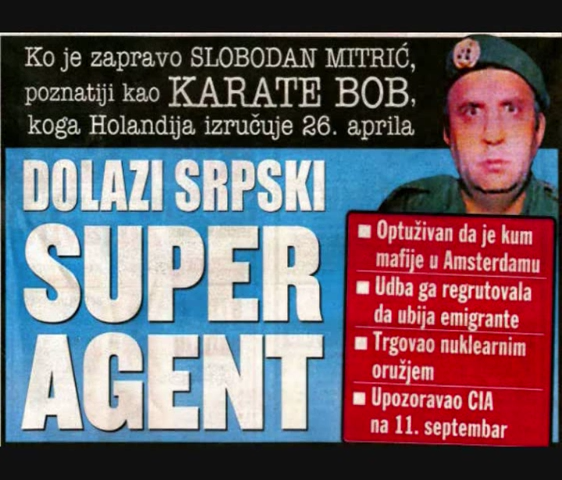 Ko je zapravo SLOBODAN MITRIĆ,
poznatiji kao KARATE BOB,
koga Holandija izručuje 26. aprila
DOLAZI SRPSKI
SUPER
AGENT
Optuživan da je kum
mafije u Amsterdamu
Udba ga regrutovala
da ubija emigrante
Trgovao nuklearnim
oružjem
Upozoravao CIA
na 11. septembar